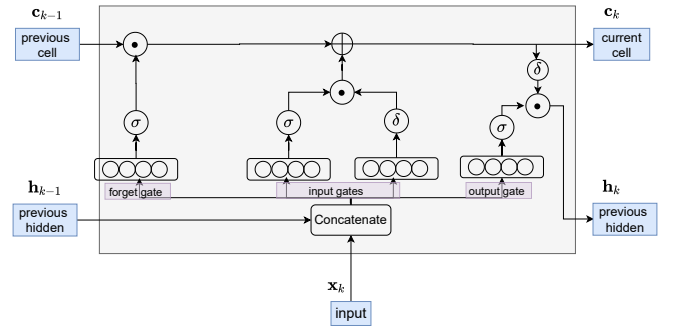 c_{k−1}
c_k
previous
cell
current
cell
δ
σ
σ
δ
σ
forget gate
input gates
output gate
h_{k−1}
h_k
previous
hidden
Concatenate
previous
hidden
x_k
input